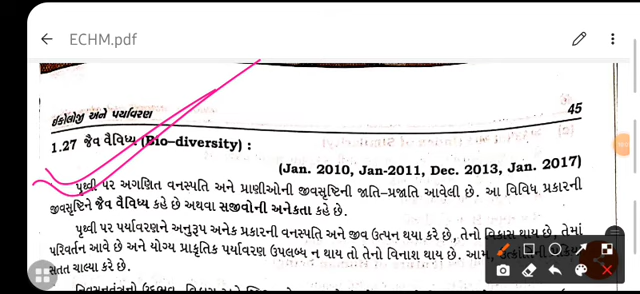 ECHM.pdf
ઇકોલોજી અને પર્યાવરણ
45
1.27 જૈવ વૈવિધ્ય (Bio-diversity) :
(Jan. 2010, Jan-2011, Dec. 2013, Jan. 2017)
પૃથ્વી પર અગણિત વનસ્પતિ અને પ્રાણીઓની જીવસૃષ્ટિની જાતિ-પ્રજાતિ આવેલી છે. આ વિવિધ પ્રકારની
જીવસૃષ્ટિને જૈવ વૈવિધ્ય કહે છે અથવા સજીવોની અનેકતા કહે છે.
પૃથ્વી પર પર્યાવરણને અનુરૂપ અનેક પ્રકારની વનસ્પતિ અને જીવ ઉત્પન થયા કરે છે, તેનો વિકાસ થાય છે, તેમાં
પરિવર્તન આવે છે અને યોગ્ય પ્રાકૃતિક પર્યાવરણ ઉપલબ્ધ ન થાય તો તેનો વિનાશ થાય છે. આમ,
સતત ચાલ્યા કરે છે.